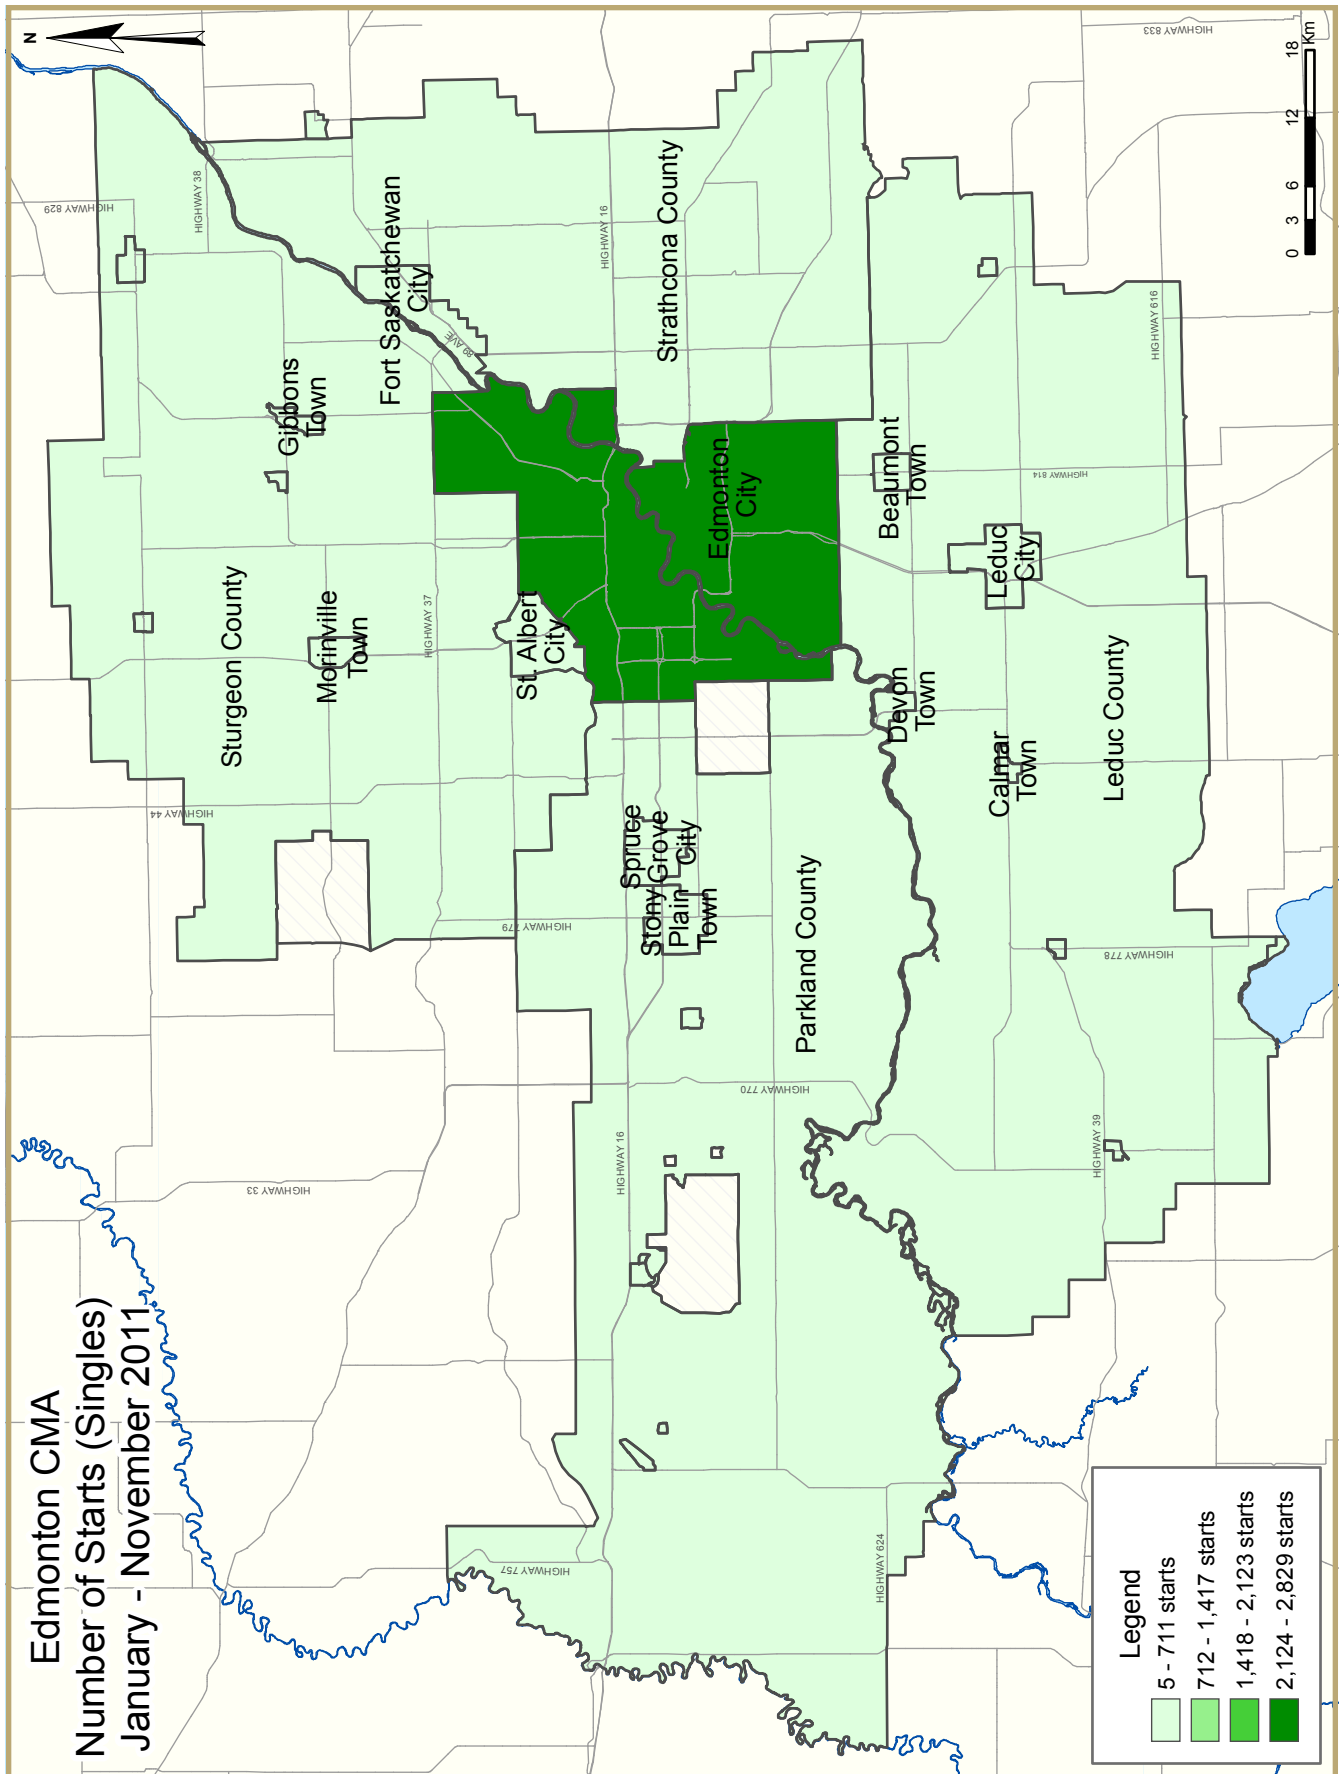 Edmonton CMA
Number of Starts (Singles)
January - November 2011
N
HIGHWAY 829
HIGHWAY 38
HIGHWAY 833
HIGHWAY 44
HIGHWAY 37
HIGHWAY 779
HIGHWAY 33
HIGHWAY 757
HIGHWAY 16
HIGHWAY 16
HIGHWAY 770
HIGHWAY 624
HIGHWAY 39
HIGHWAY 778
HIGHWAY 814
HIGHWAY 616
89 AVE
Sturgeon County
Gibbons
Town
Morinville
Town
Fort Saskatchewan
City
St. Albert
City
Strathcona County
Edmonton
City
Spruce
Grove
City
Stony
Plain
Town
Parkland County
Beaumont
Town
Devon
Town
Leduc
City
Calmar
Town
Leduc County
Legend
5 - 711 starts
712 - 1,417 starts
1,418 - 2,123 starts
2,124 - 2,829 starts
0 3 6 12 18
Km